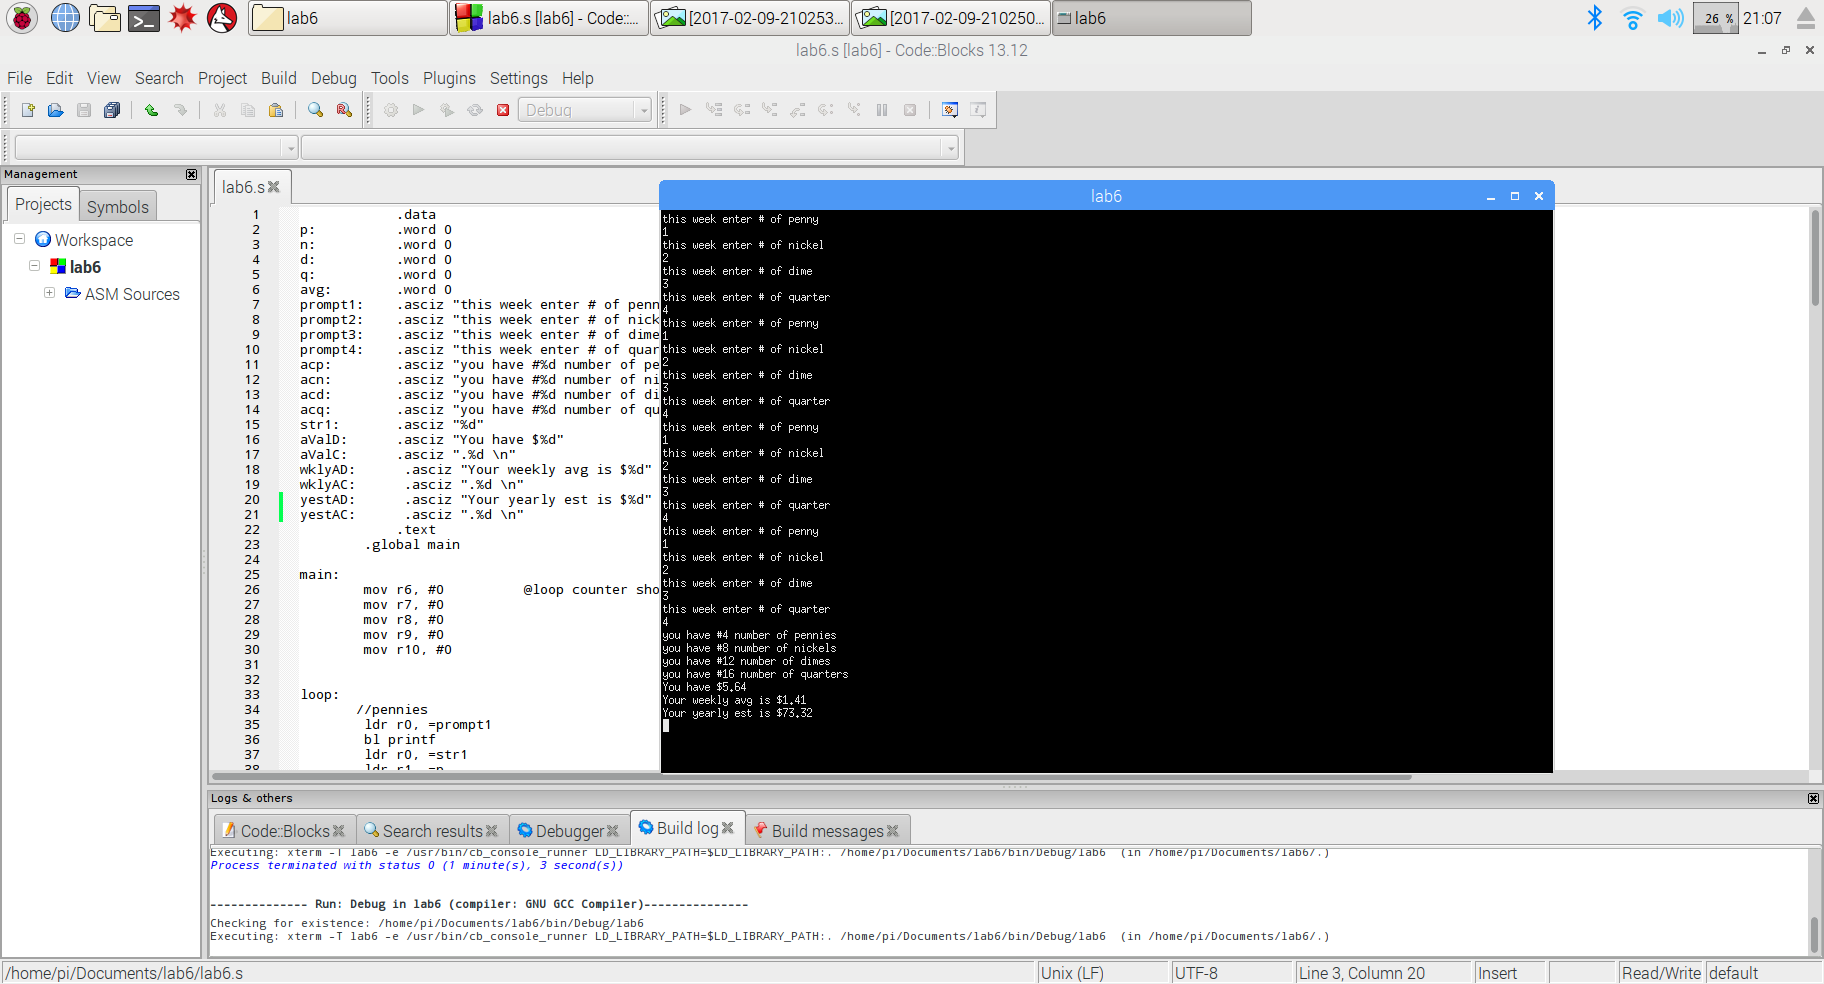 lab6
lab6.s [lab6] - Code::...
[2017-02-09-210253...
[2017-02-09-210250...
lab6
26 %
21:07
lab6.s [lab6] - Code::Blocks 13.12
File Edit View Search Project Build Debug Tools Plugins Settings Help
Debug
Management
Projects
Symbols
Workspace
lab6
ASM Sources
lab6.s
1 .data
2 p: .word 0
3 n: .word 0
4 d: .word 0
5 q: .word 0
6 avg: .word 0
7 prompt1: .asciz "this week enter # of penn
8 prompt2: .asciz "this week enter # of nick
9 prompt3: .asciz "this week enter # of dime
10 prompt4: .asciz "this week enter # of quar
11 acp: .asciz "you have #%d number of pe
12 acn: .asciz "you have #%d number of ni
13 acd: .asciz "you have #%d number of di
14 acq: .asciz "you have #%d number of qu
15 str1: .asciz "%d"
16 aValD: .asciz "You have $%d"
17 aValC: .asciz ".%d \n"
18 wklyAD: .asciz "Your weekly avg is $%d"
19 wklyAC: .asciz ".%d \n"
20 yestAD: .asciz "Your yearly est is $%d"
21 yestAC: .asciz ".%d \n"
22 .text
23 .global main
24
25 main:
26 mov r6, #0 @loop counter sho
27 mov r7, #0
28 mov r8, #0
29 mov r9, #0
30 mov r10, #0
31
32
33 loop:
34 //pennies
35 ldr r0, =prompt1
36 bl printf
37 ldr r0, =str1
38 ldr r1, =p
lab6
this week enter # of penny
1
this week enter # of nickel
2
this week enter # of dime
3
this week enter # of quarter
4
this week enter # of penny
1
this week enter # of nickel
2
this week enter # of dime
3
this week enter # of quarter
4
this week enter # of penny
1
this week enter # of nickel
2
this week enter # of dime
3
this week enter # of quarter
4
this week enter # of penny
1
this week enter # of nickel
2
this week enter # of dime
3
this week enter # of quarter
4
you have #4 number of pennies
you have #8 number of nickels
you have #12 number of dimes
you have #16 number of quarters
You have $5.64
Your weekly avg is $1.41
Your yearly est is $73.32
Logs & others
Code::Blocks
Search results
Debugger
Build log
Build messages
Executing: xterm -T lab6 -e /usr/bin/cb_console_runner LD_LIBRARY_PATH=$LD_LIBRARY_PATH:. /home/pi/Documents/lab6/bin/Debug/lab6 (in /home/pi/Documents/lab6/.)
Process terminated with status 0 (1 minute(s), 3 second(s))
-------------- Run: Debug in lab6 (compiler: GNU GCC Compiler)---------------
Checking for existence: /home/pi/Documents/lab6/bin/Debug/lab6
Executing: xterm -T lab6 -e /usr/bin/cb_console_runner LD_LIBRARY_PATH=$LD_LIBRARY_PATH:. /home/pi/Documents/lab6/bin/Debug/lab6 (in /home/pi/Documents/lab6/.)
/home/pi/Documents/lab6/lab6.s
Unix (LF)
UTF-8
Line 3, Column 20
Insert
Read/Write
default